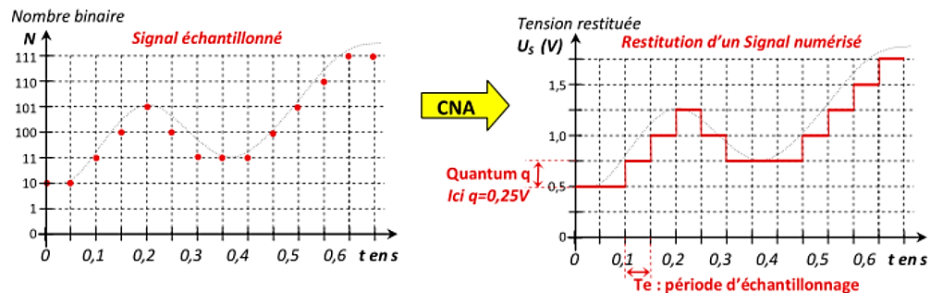 Nombre binaire
N
Signal échantillonné
111
110
101
100
11
10
1
0
0 0,1 0,2 0,3 0,4 0,5 0,6 t en s
CNA
Tension restituée
Us (V)
Restitution d'un Signal numérisé
1,5
1,0
Quantum q
Ici q=0,25V
0,5
0
0 0,1 0,2 0,3 0,4 0,5 0,6 t en s
Te : période d'échantillonnage